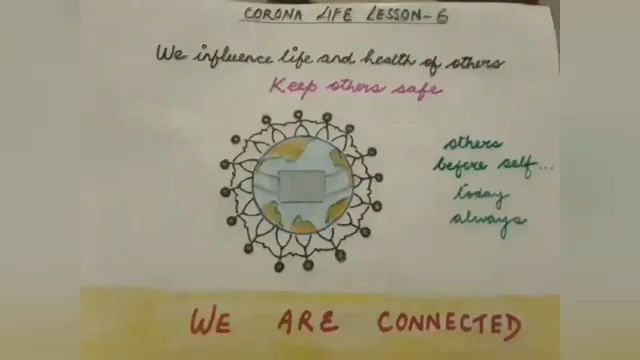 CORONA LIFE LESSON-6
We influence life and health of others
Keep others safe
others
before self...
today
always
WE ARE CONNECTED